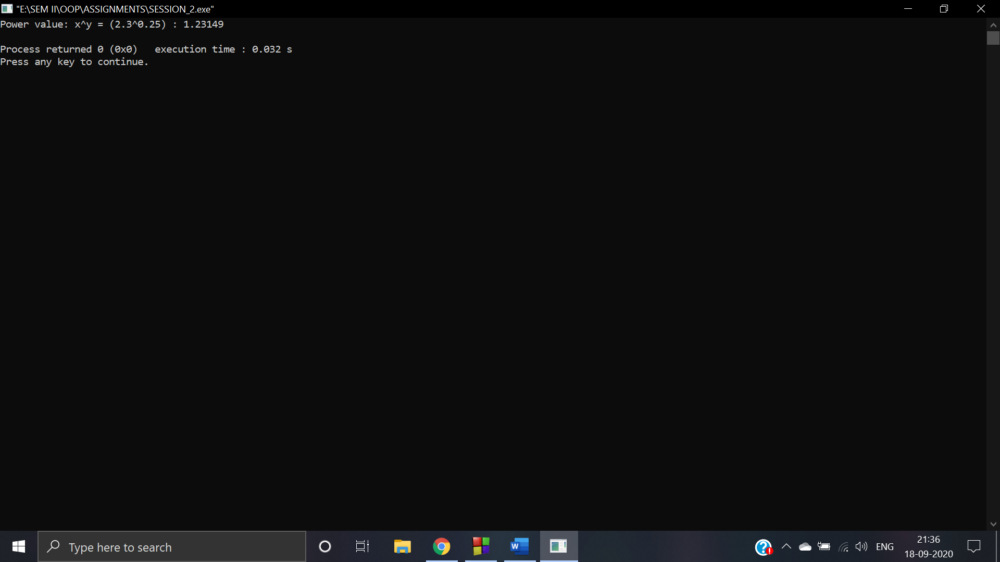 "E:\SEM II\OOP\ASSIGNMENTS\SESSION_2.exe"
Power value: x^y = (2.3^0.25) : 1.23149
Process returned 0 (0x0)   execution time : 0.032 s
Press any key to continue.
Type here to search
W
?
!
ENG
21:36
18-09-2020